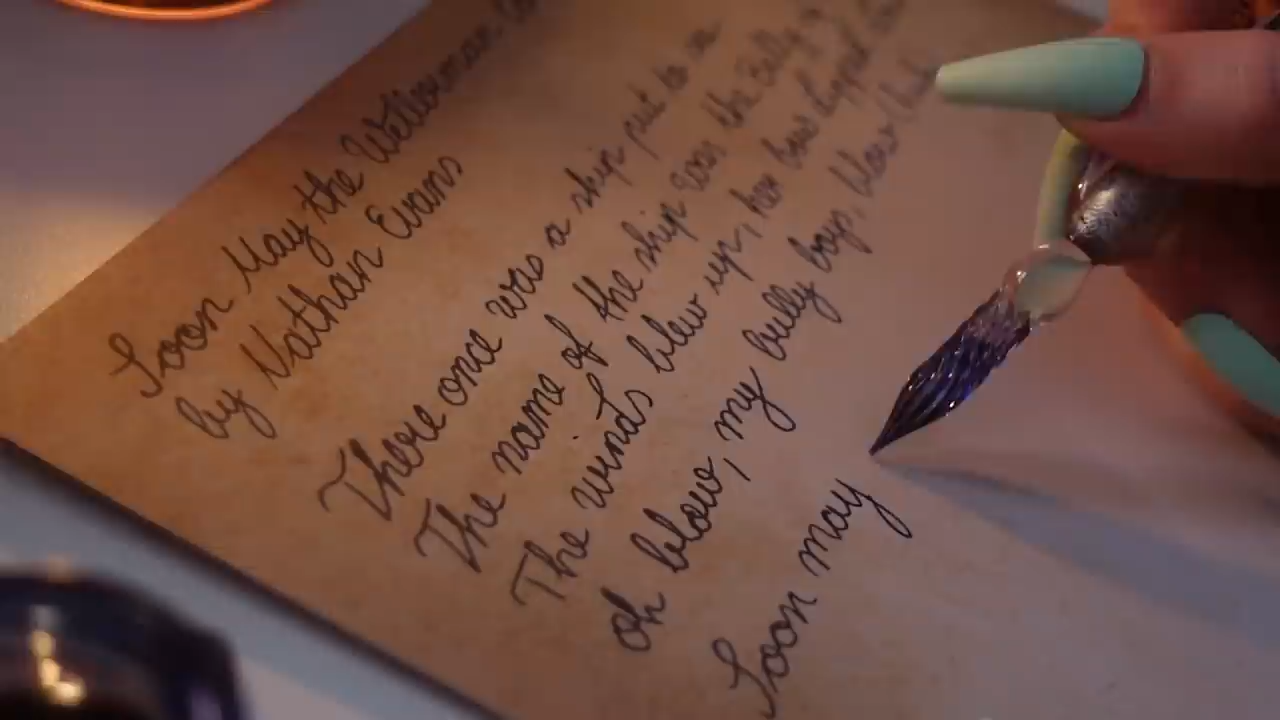 Soon May the Wellerman
by Nathan Evans
There once was a ship put to
The name of the ship was the Billy
The winds blew up, her bow dipped
oh blow, my bully boys, blow
Soon may